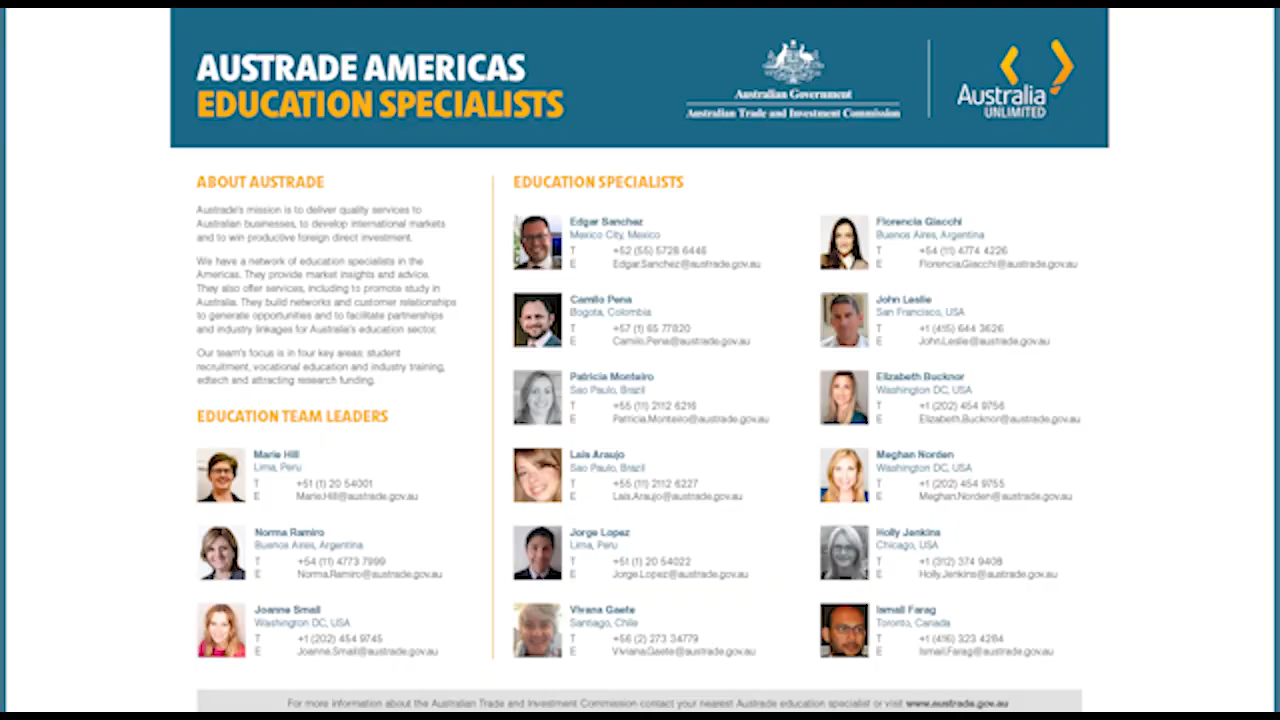 AUSTRADE AMERICAS
EDUCATION SPECIALISTS
Australian Government
Australian Trade and Investment Commission
Australia
UNLIMITED
ABOUT AUSTRADE
Austrade's mission is to deliver quality services to
Australian businesses, to develop international markets
and to win productive foreign direct investment.
We have a network of education specialists in the
Americas. They provide market insights and advice.
They also offer services, including to promote study in
Australia. They build networks and customer relationships
to generate opportunities and to facilitate partnerships
and industry linkages for Australia's education sector.
Our team's focus is in four key areas: student
recruitment, vocational education and industry training,
edtech and attracting research funding.
EDUCATION TEAM LEADERS
Marie Hill
Lima, Peru
T +51 (1) 20 54001
E Marie.Hill@austrade.gov.au
Norma Ramiro
Buenos Aires, Argentina
T +54 (11) 4773 7999
E Norma.Ramiro@austrade.gov.au
Joanne Small
Washington DC, USA
T +1 (202) 454 9745
E Joanne.Small@austrade.gov.au
EDUCATION SPECIALISTS
Edgar Sanchez
Mexico City, Mexico
T +52 (55) 5728 6446
E Edgar.Sanchez@austrade.gov.au
Camilo Pena
Bogota, Colombia
T +57 (1) 65 77820
E Camilo.Pena@austrade.gov.au
Patricia Monteiro
Sao Paulo, Brazil
T +55 (11) 2112 6216
E Patricia.Monteiro@austrade.gov.au
Lais Araujo
Sao Paulo, Brazil
T +55 (11) 2112 6227
E Lais.Araujo@austrade.gov.au
Jorge Lopez
Lima, Peru
T +51 (1) 20 54022
E Jorge.Lopez@austrade.gov.au
Viviana Gaete
Santiago, Chile
T +56 (2) 273 34779
E Viviana.Gaete@austrade.gov.au
Florencia Giacchi
Buenos Aires, Argentina
T +54 (11) 4774 4226
E Florencia.Giacchi@austrade.gov.au
John Leslie
San Francisco, USA
T +1 (415) 644 3626
E John.Leslie@austrade.gov.au
Elizabeth Bucknor
Washington DC, USA
T +1 (202) 454 9756
E Elizabeth.Bucknor@austrade.gov.au
Meghan Norden
Washington DC, USA
T +1 (202) 454 9755
E Meghan.Norden@austrade.gov.au
Holly Jenkins
Chicago, USA
T +1 (312) 374 9408
E Holly.Jenkins@austrade.gov.au
Ismail Farag
Toronto, Canada
T +1 (416) 323 4284
E Ismail.Farag@austrade.gov.au
For more information about the Australian Trade and Investment Commission contact your nearest Austrade education specialist or visit www.austrade.gov.au